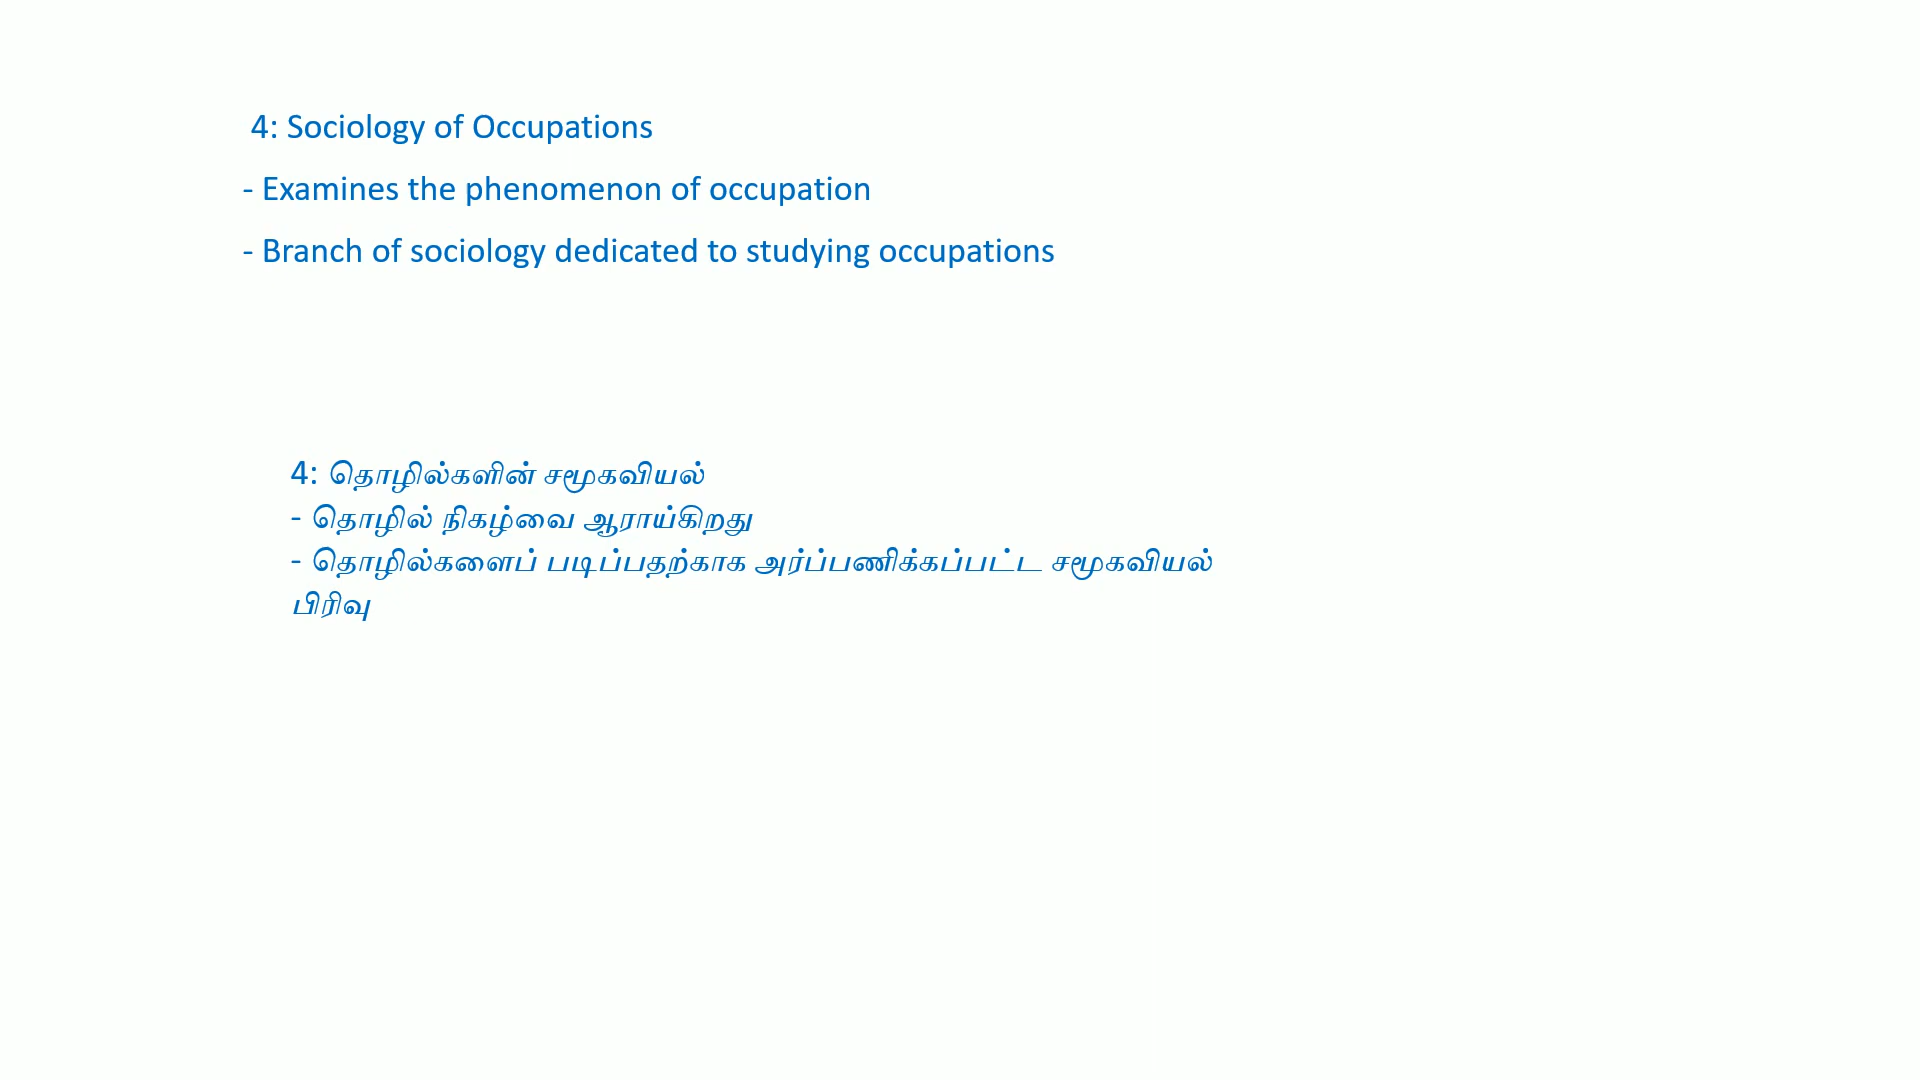 4: Sociology of Occupations
- Examines the phenomenon of occupation
- Branch of sociology dedicated to studying occupations
4: தொழில்களின் சமூகவியல்
- தொழில் நிகழ்வை ஆராய்கிறது
- தொழில்களைப் படிப்பதற்காக அர்ப்பணிக்கப்பட்ட சமூகவியல்
பிரிவு